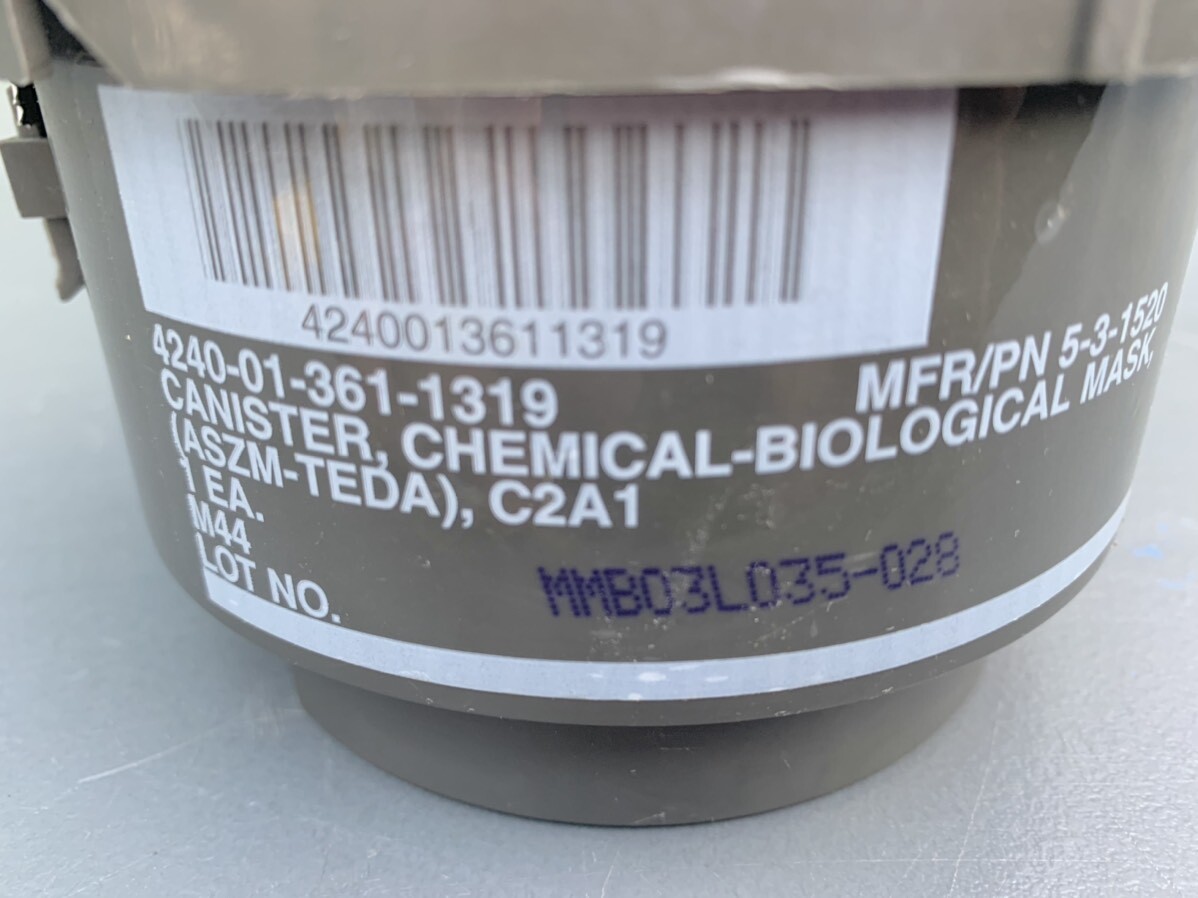 4240013611319
4240-01-361-1319 MFR/PN 5-3-1520
CANISTER, CHEMICAL-BIOLOGICAL MASK,
(ASZM-TEDA), C2A1
1 EA.
M44
LOT NO. MMB03L035-028